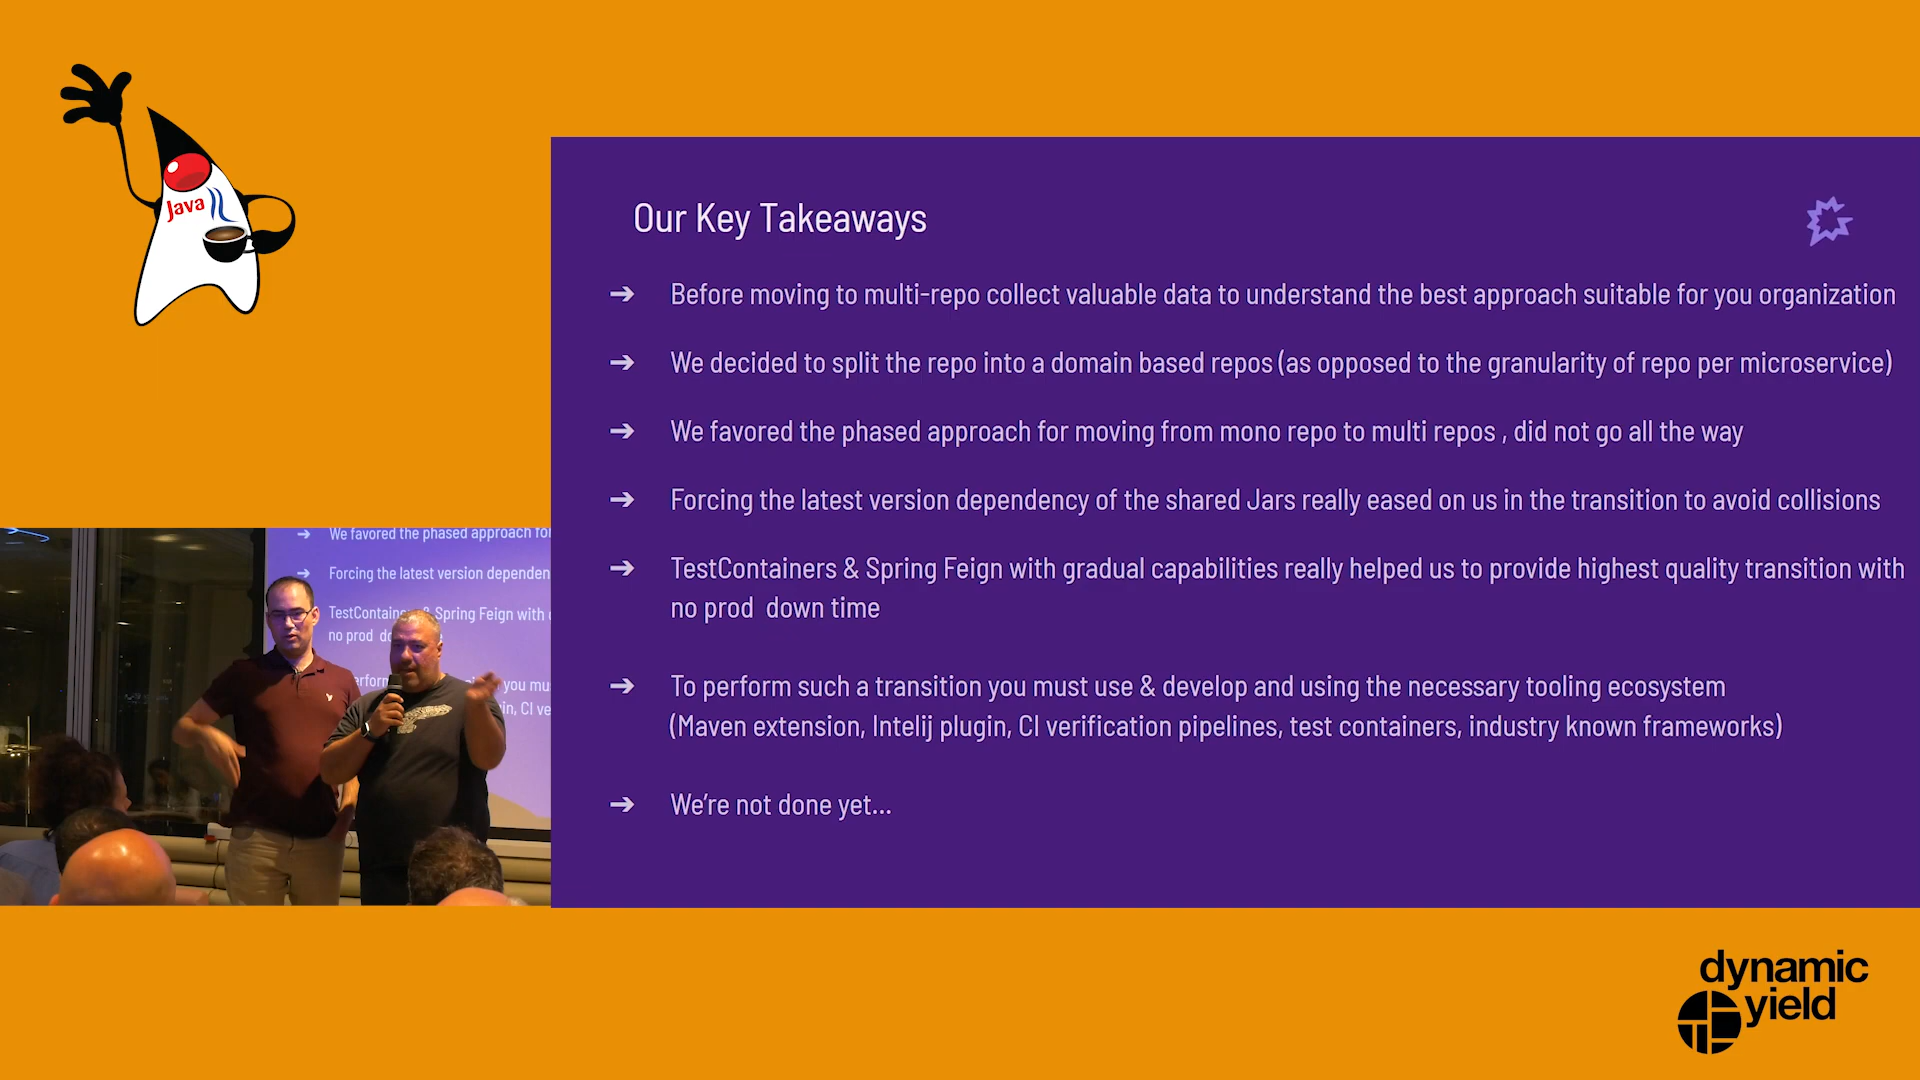 Java
Our Key Takeaways
➔ Before moving to multi-repo collect valuable data to understand the best approach suitable for you organization
➔ We decided to split the repo into a domain based repos (as opposed to the granularity of repo per microservice)
➔ We favored the phased approach for moving from mono repo to multi repos , did not go all the way
➔ Forcing the latest version dependency of the shared Jars really eased on us in the transition to avoid collisions
➔ TestContainers & Spring Feign with gradual capabilities really helped us to provide highest quality transition with
no prod down time
➔ To perform such a transition you must use & develop and using the necessary tooling ecosystem
(Maven extension, Intelij plugin, CI verification pipelines, test containers, industry known frameworks)
➔ We're not done yet...
➔ We favored the phased approach for
➔ Forcing the latest version dependen
TestContainers & Spring Feign with
no prod
you mu
in, CI ve
dynamic
yield